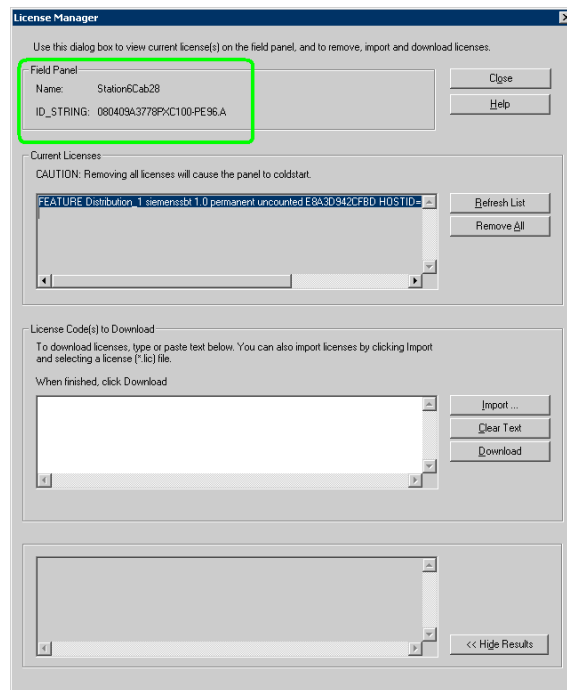 License Manager
Use this dialog box to view current license(s) on the field panel, and to remove, import and download licenses.
Field Panel
Name: Station6Cab28
ID_STRING: 080409A3778PXC100-PE96.A
Close
Help
Current Licenses
CAUTION: Removing all licenses will cause the panel to coldstart.
FEATURE Distribution_1 siemenssbt 1.0 permanent uncounted E8A3D942CFBD HOSTID=
Refresh List
Remove All
License Code(s) to Download
To download licenses, type or paste text below. You can also import licenses by clicking Import
and selecting a license (*.lic) file.
When finished, click Download
Import ...
Clear Text
Download
<< Hide Results